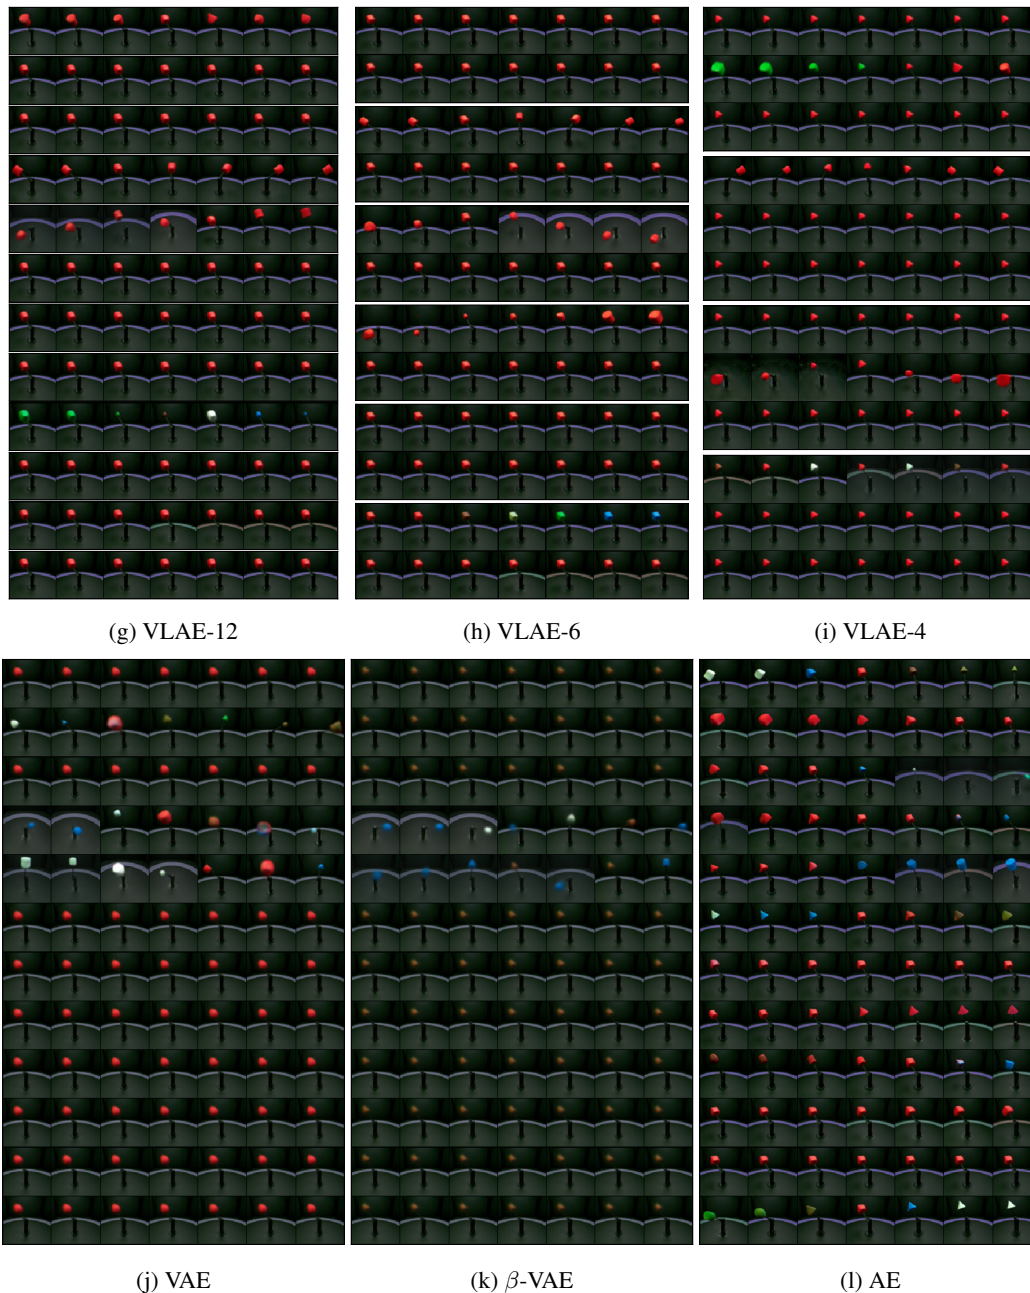 (g) VLAE-12
(h) VLAE-6
(i) VLAE-4
(j) VAE
(k) β-VAE
(l) AE